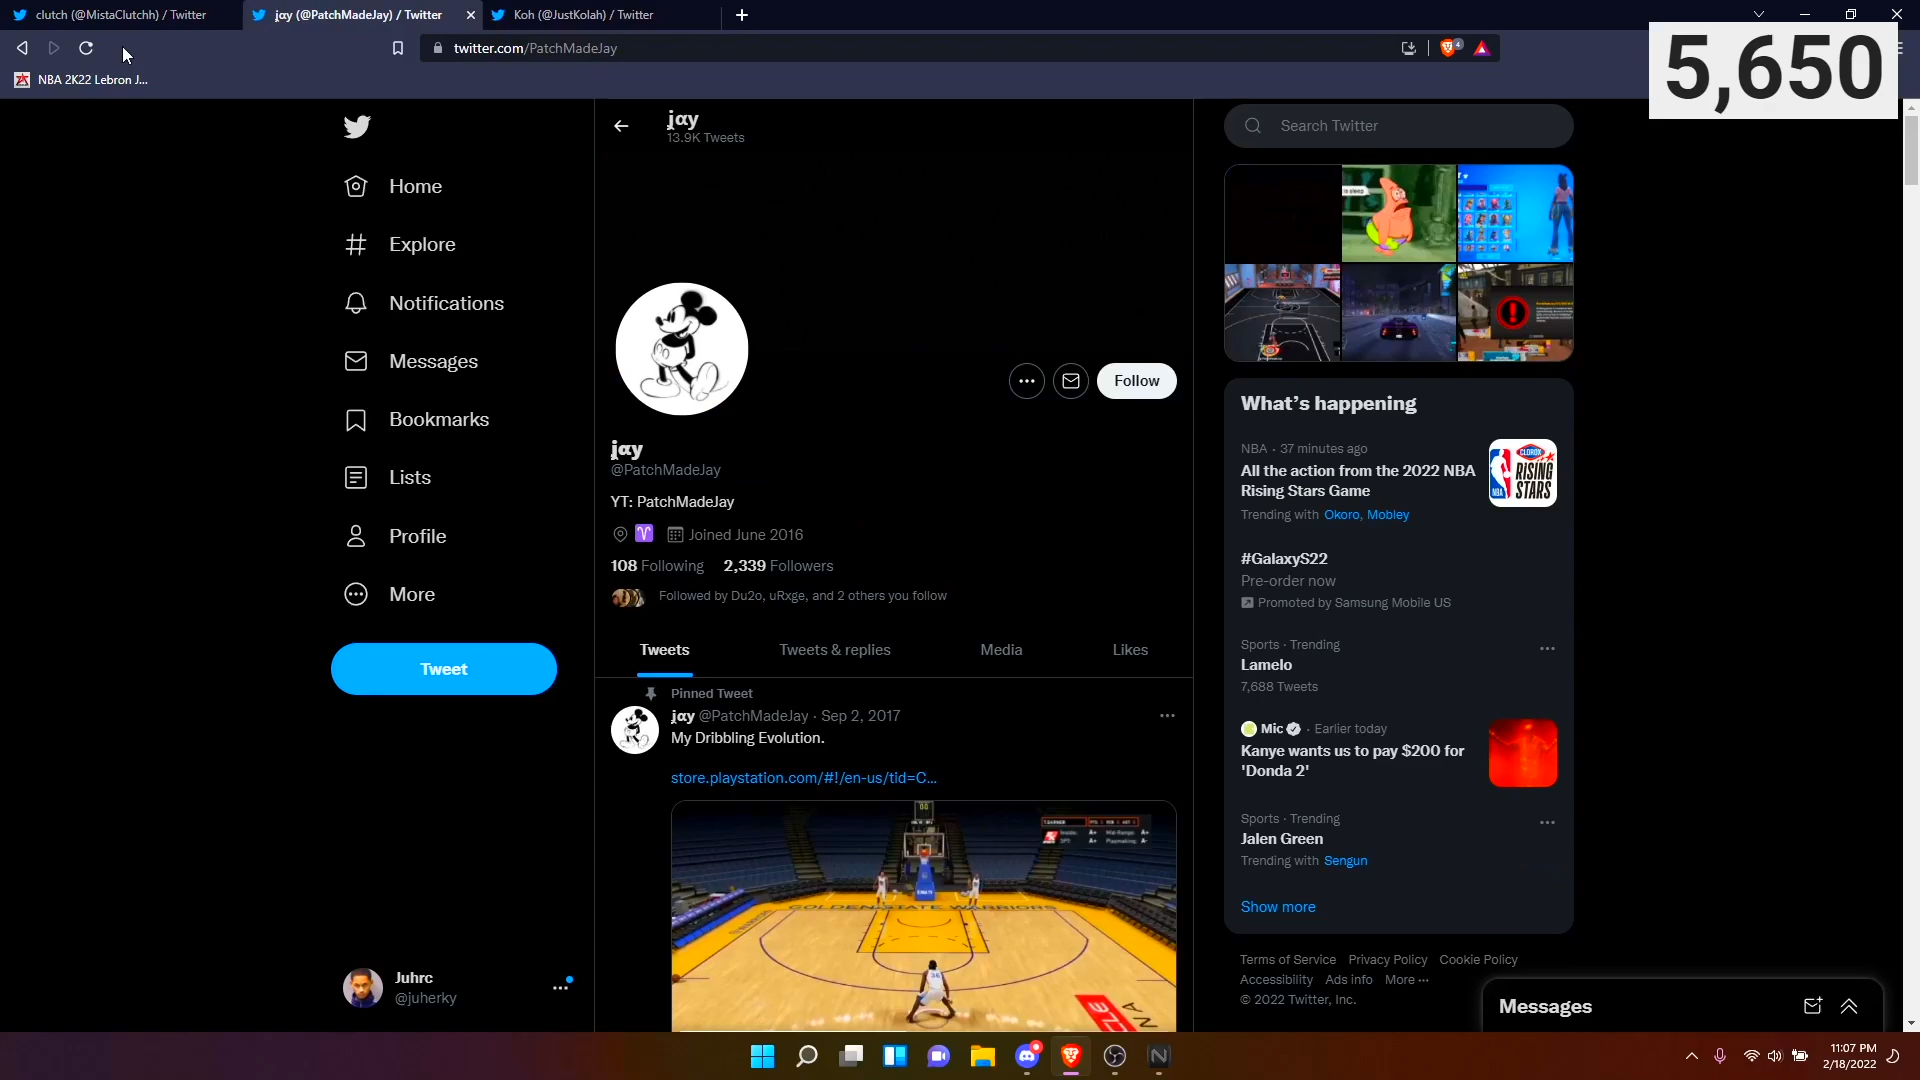 clutch (@MistaClutchh) / Twitter
jαy (@PatchMadeJay) / Twitter
Koh (@JustKolah) / Twitter
twitter.com/PatchMadeJay
4
5,650
NBA 2K22 Lebron J...
Home
Explore
Notifications
Messages
Bookmarks
Lists
Profile
More
Tweet
Juhrc
@juherky
jαy
13.9K Tweets
Follow
jαy
@PatchMadeJay
YT: PatchMadeJay
Joined June 2016
108 Following 2,339 Followers
Followed by Du2o, uRxge, and 2 others you follow
Tweets
Tweets & replies
Media
Likes
Pinned Tweet
jαy @PatchMadeJay · Sep 2, 2017
My Dribbling Evolution.
store.playstation.com/#!/en-us/tid=C...
GOLDEN STATE WARRIORS
Search Twitter
What's happening
NBA · 37 minutes ago
All the action from the 2022 NBA
Rising Stars Game
Trending with Okoro, Mobley
CLOROX
RISING
STARS
NBA
#GalaxyS22
Pre-order now
Promoted by Samsung Mobile US
Sports · Trending
Lamelo
7,688 Tweets
Mic · Earlier today
Kanye wants us to pay $200 for
'Donda 2'
Sports · Trending
Jalen Green
Trending with Sengun
Show more
Terms of Service Privacy Policy Cookie Policy
Accessibility Ads info More
© 2022 Twitter, Inc.
Messages
11:07 PM
2/18/2022